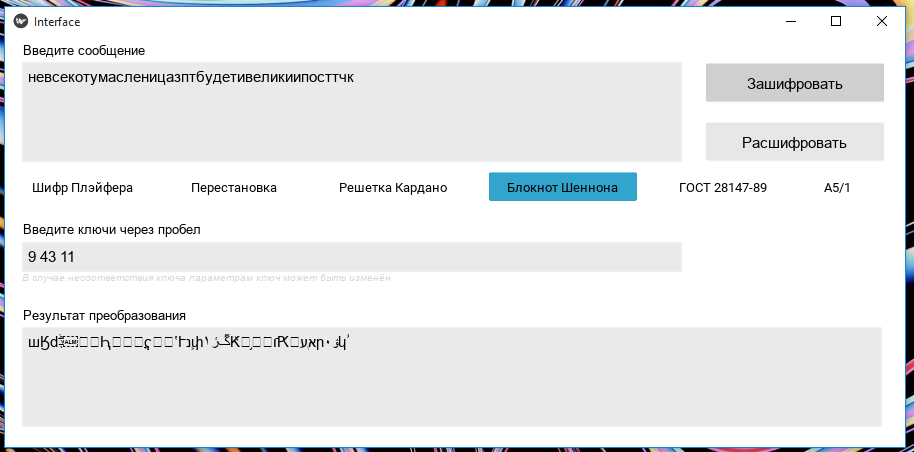 Interface
Введите сообщение
невсекотумасленицазптбудетивеликиипосттчк
Зашифровать
Расшифровать
Шифр Плэйфера Перестановка Решетка Кардано Блокнот Шеннона ГОСТ 28147-89 A5/1
Введите ключи через пробел
9 43 11
В случае несоответствия ключа параметрам ключ может быть изменён
Результат преобразования